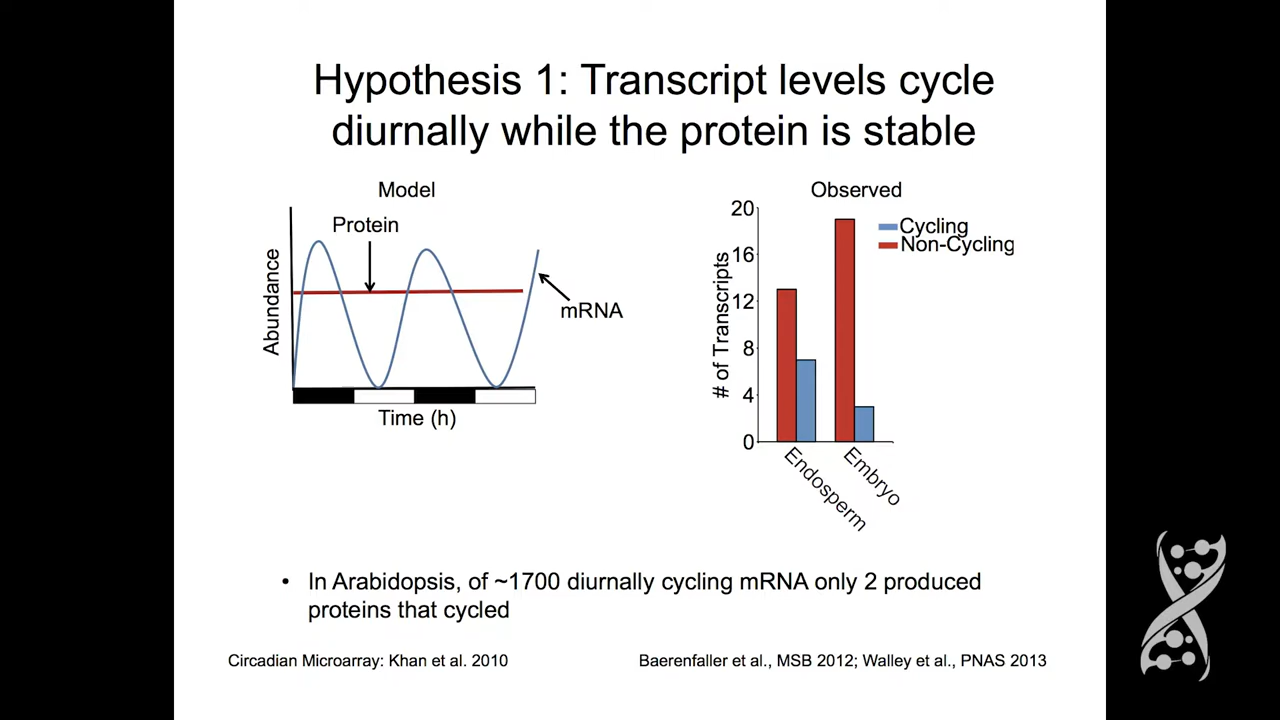 Hypothesis 1: Transcript levels cycle
diurnally while the protein is stable
Model
Protein
Abundance
mRNA
Time (h)
Observed
20
16
12
8
4
0
# of Transcripts
Cycling
Non-Cycling
Endosperm
Embryo
• In Arabidopsis, of ~1700 diurnally cycling mRNA only 2 produced
proteins that cycled
Circadian Microarray: Khan et al. 2010
Baerenfaller et al., MSB 2012; Walley et al., PNAS 2013